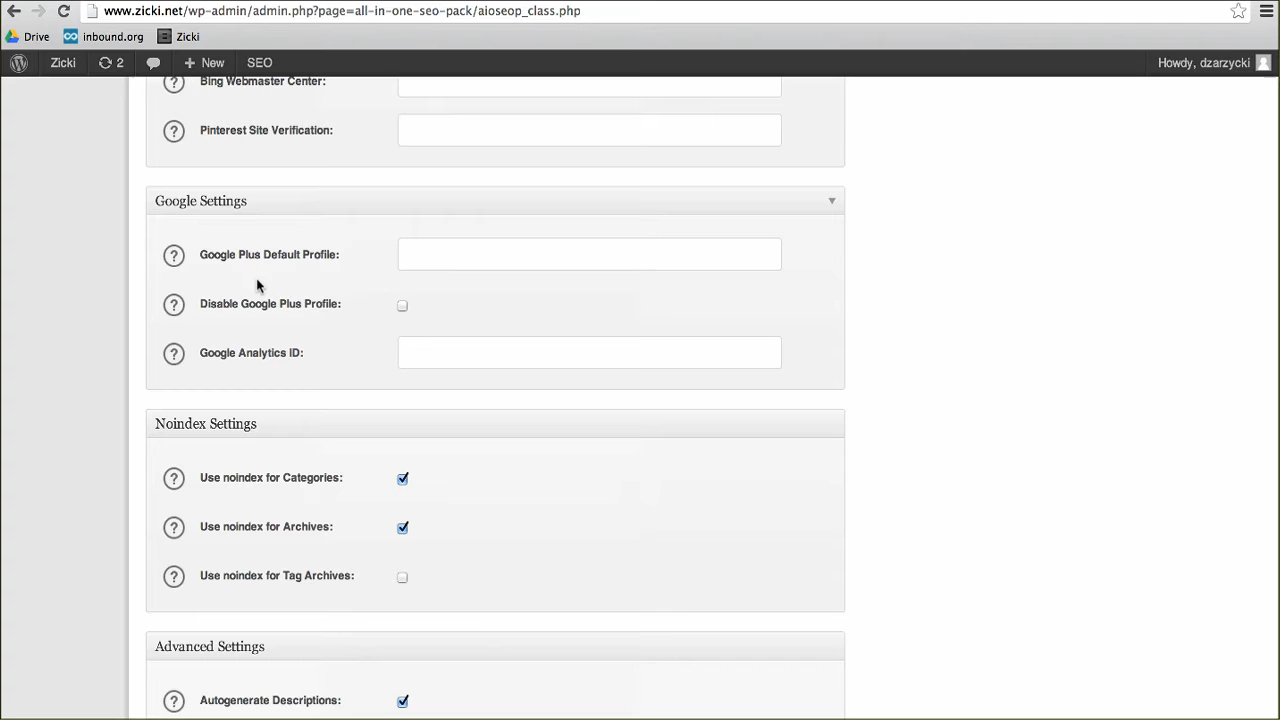 www.zicki.net/wp-admin/admin.php?page=all-in-one-seo-pack/aioseop_class.php
Drive inbound.org Zicki
Zicki 2 + New SEO Howdy, dzarzycki
? Bing Webmaster Center:
? Pinterest Site Verification:
Google Settings
? Google Plus Default Profile:
? Disable Google Plus Profile:
? Google Analytics ID:
Noindex Settings
? Use noindex for Categories:
? Use noindex for Archives:
? Use noindex for Tag Archives:
Advanced Settings
? Autogenerate Descriptions: